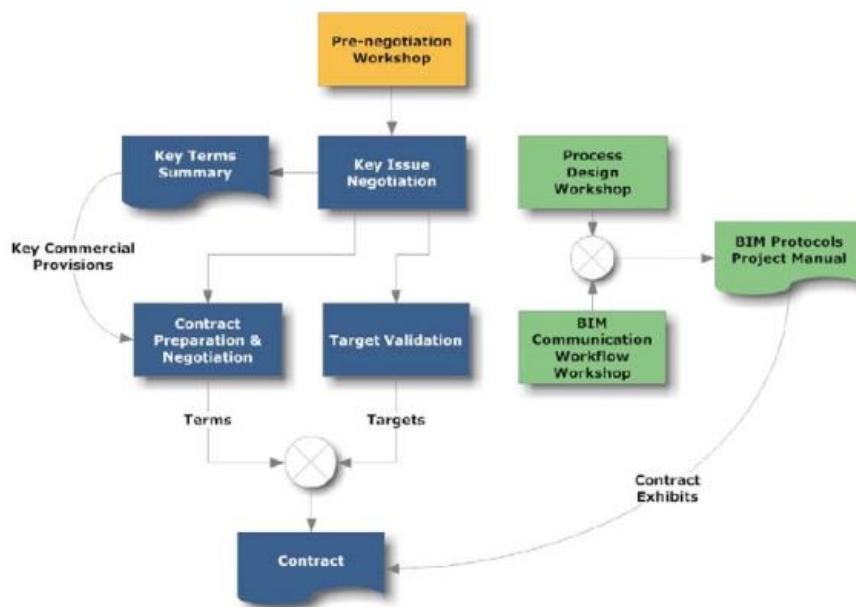 Pre-negotiation
Workshop
Key Terms
Summary
Key Issue
Negotiation
Process
Design
Workshop
Key Commercial
Provisions
BIM Protocols
Project Manual
Contract
Preparation &
Negotiation
Target Validation
BIM
Communication
Workflow
Workshop
Terms
Targets
Contract
Exhibits
Contract